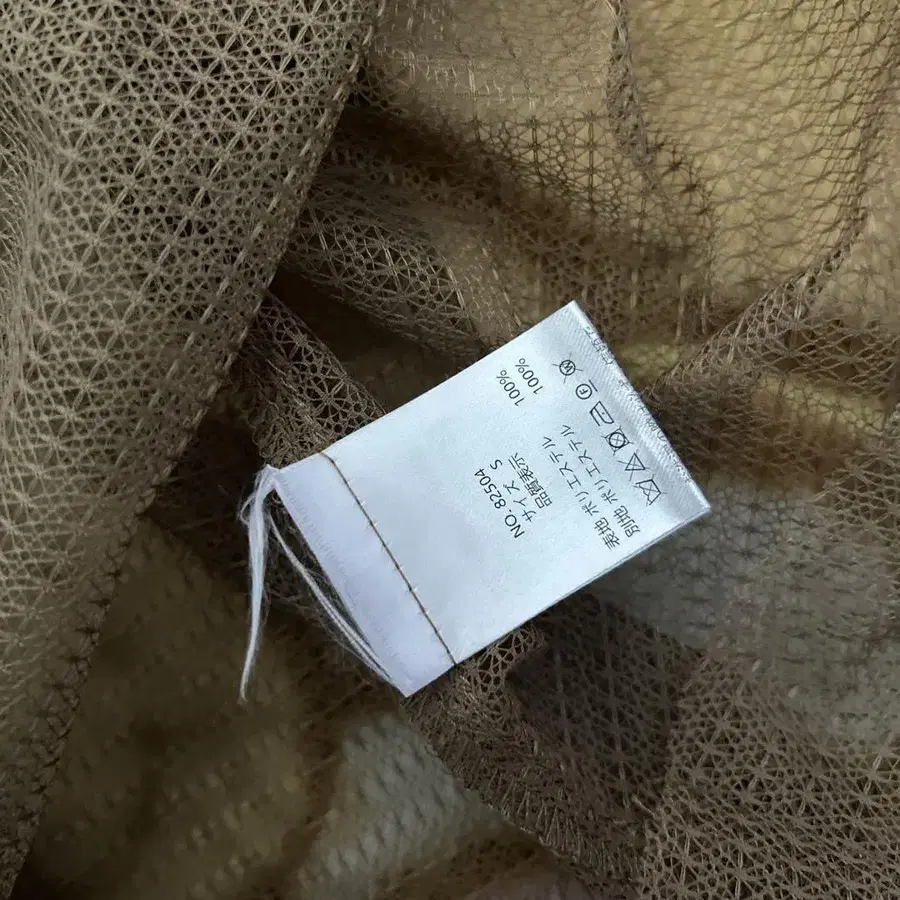 NO. 82504
サイズ S
品質表示
表地 ポリエステル 100%
別地 ポリエステル 100%